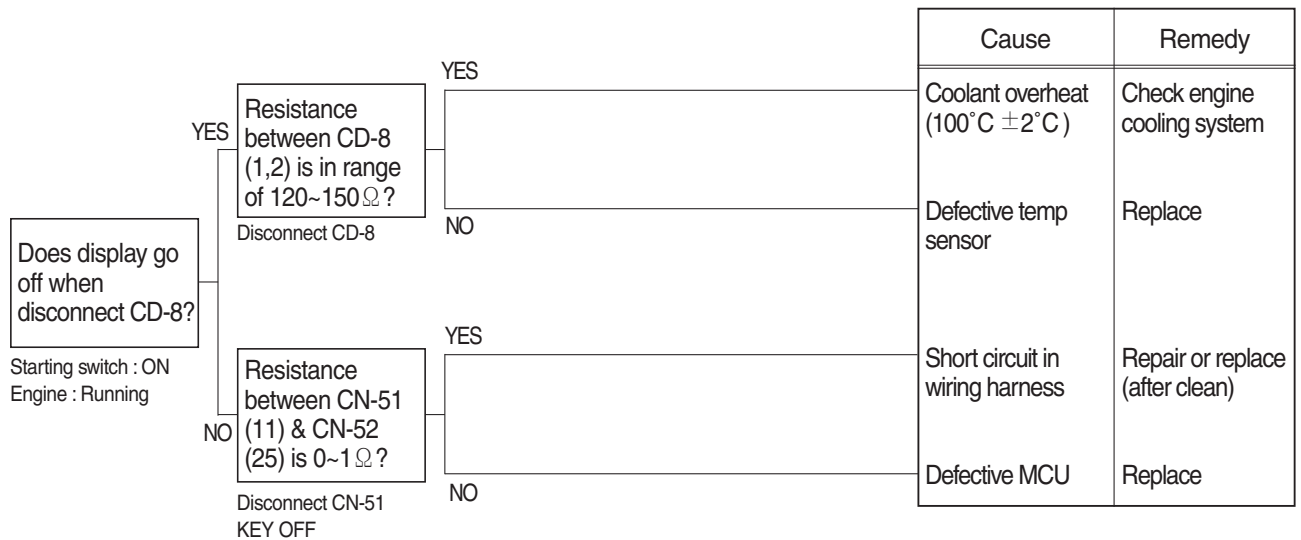 Cause
Remedy
YES
Coolant overheat
(100°C ±2°C)
Check engine
cooling system
YES
Resistance
between CD-8
(1,2) is in range
of 120~150Ω?
Disconnect CD-8
NO
Defective temp
sensor
Replace
Does display go
off when
disconnect CD-8?
Starting switch : ON
Engine : Running
YES
Short circuit in
wiring harness
Repair or replace
(after clean)
NO
Resistance
between CN-51
(11) & CN-52
(25) is 0~1Ω?
Disconnect CN-51
KEY OFF
NO
Defective MCU
Replace